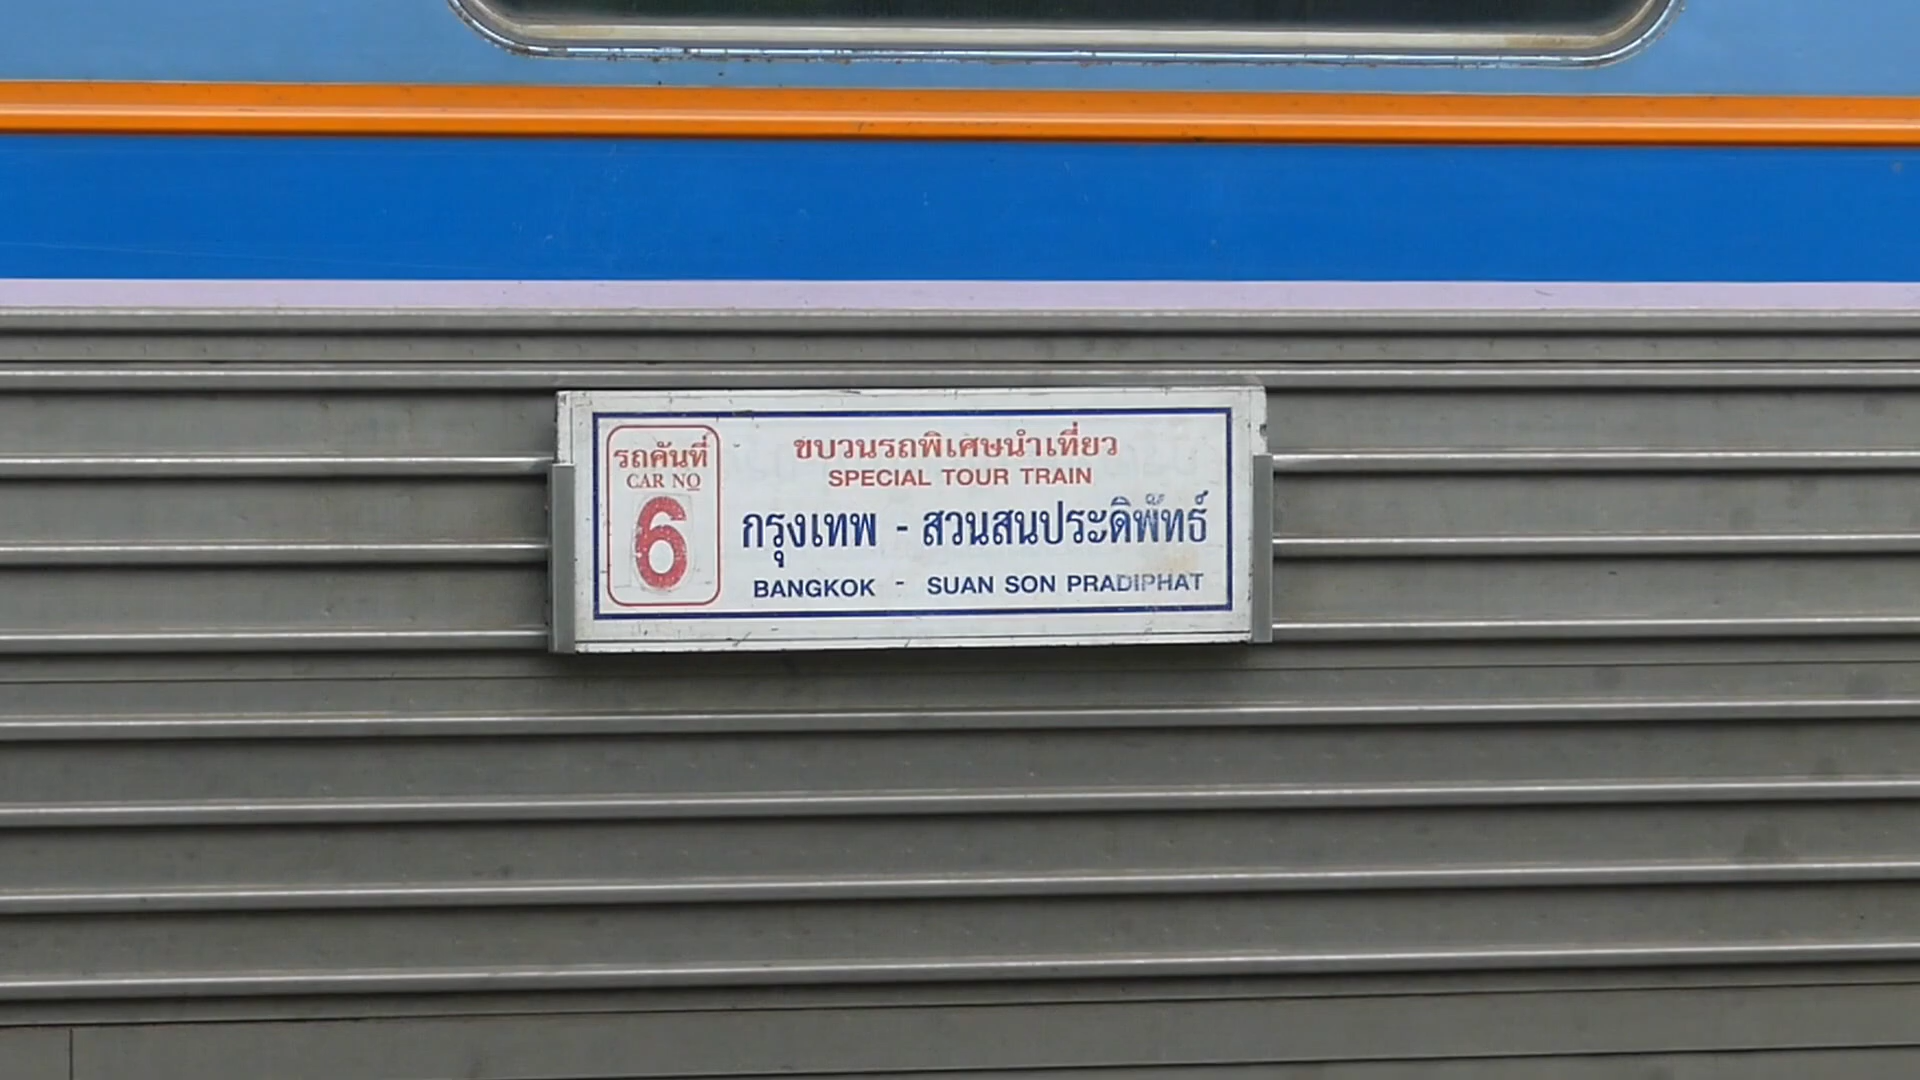 รถคันที่
CAR NO
6
ขบวนรถพิเศษนำเที่ยว
SPECIAL TOUR TRAIN
กรุงเทพ - สวนสนประดิพัทธ์
BANGKOK - SUAN SON PRADIPHAT